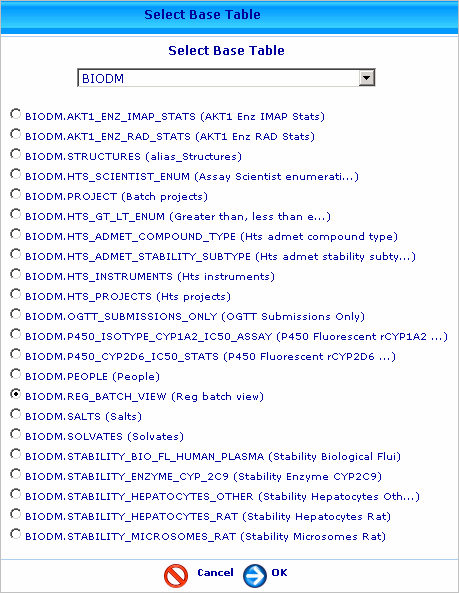 Select Base Table
Select Base Table
BIODM
BIODM.AKT1_ENZ_IMAP_STATS (AKT1 Enz IMAP Stats)
BIODM.AKT1_ENZ_RAD_STATS (AKT1 Enz RAD Stats)
BIODM.STRUCTURES (alias_Structures)
BIODM.HTS_SCIENTIST_ENUM (Assay Scientist enumerati...)
BIODM.PROJECT (Batch projects)
BIODM.HTS_GT_LT_ENUM (Greater than, less than e...)
BIODM.HTS_ADMET_COMPOUND_TYPE (Hts admet compound type)
BIODM.HTS_ADMET_STABILITY_SUBTYPE (Hts admet stability subty...)
BIODM.HTS_INSTRUMENTS (Hts instruments)
BIODM.HTS_PROJECTS (Hts projects)
BIODM.OGTT_SUBMISSIONS_ONLY (OGTT Submissions Only)
BIODM.P450_ISOTYPE_CYP1A2_IC50_ASSAY (P450 Fluorescent rCYP1A2 ...)
BIODM.P450_CYP2D6_IC50_STATS (P450 Fluorescent rCYP2D6 ...)
BIODM.PEOPLE (People)
BIODM.REG_BATCH_VIEW (Reg batch view)
BIODM.SALTS (Salts)
BIODM.SOLVATES (Solvates)
BIODM.STABILITY_BIO_FL_HUMAN_PLASMA (Stability Biological Flui)
BIODM.STABILITY_ENZYME_CYP_2C9 (Stability Enzyme CYP2C9)
BIODM.STABILITY_HEPATOCYTES_OTHER (Stability Hepatocytes Oth...)
BIODM.STABILITY_HEPATOCYTES_RAT (Stability Hepatocytes Rat)
BIODM.STABILITY_MICROSOMES_RAT (Stability Microsomes Rat)
Cancel OK